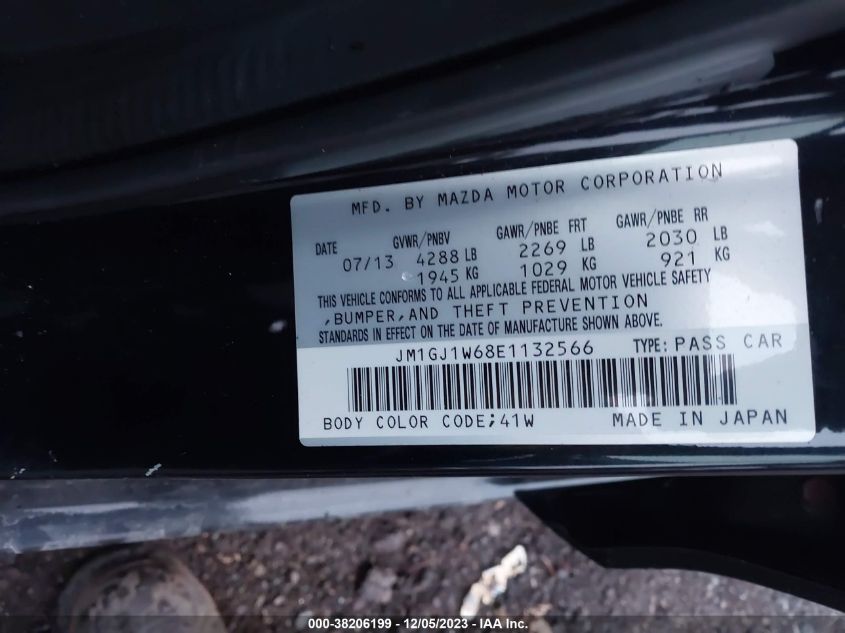 MFD. BY MAZDA MOTOR CORPORATION
DATE GVWR/PNBV GAWR/PNBE FRT GAWR/PNBE RR
07/13 4288 LB 2269 LB 2030 LB
1945 KG 1029 KG 921 KG
THIS VEHICLE CONFORMS TO ALL APPLICABLE FEDERAL MOTOR VEHICLE SAFETY
,BUMPER,AND THEFT PREVENTION
STANDARDS IN EFFECT ON THE DATE OF MANUFACTURE SHOWN ABOVE.
JM1GJ1W68E1132566 TYPE: PASS CAR
BODY COLOR CODE;41W MADE IN JAPAN
000-38206199 - 12/05/2023 - IAA Inc.